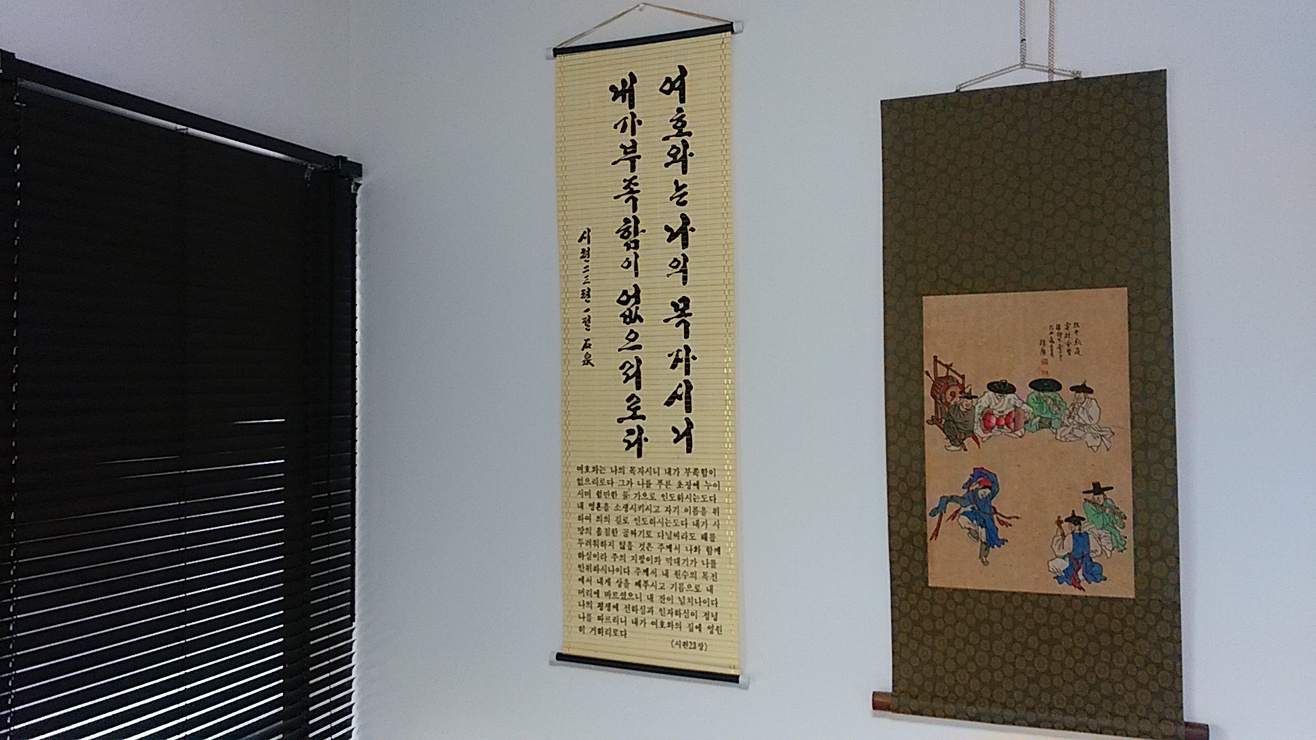 여호와는 나의 목자시니
내가 부족함이 없으리로다
시편二三편一절 石泉
여호와는 나의 목자시니 내가 부족함이
없으리로다 그가 나를 푸른 초장에 누이
시며 쉴만한 물 가으로 인도하시는도다
내 영혼을 소생시키시고 자기 이름을 위
하여 의의 길로 인도하시는도다 내가 사
망의 음침한 골짜기로 다닐찌라도 해를
두려워하지 않을 것은 주께서 나와 함께
하심이라 주의 지팡이와 막대기가 나를
안위하시나이다 주께서 내 원수의 목전
에서 내게 상을 베푸시고 기름으로 내
머리에 바르셨으니 내 잔이 넘치나이다
나의 평생에 선하심과 인자하심이 정녕
나를 따르리니 내가 여호와의 집에 영원
히 거하리로다
(시편23장)